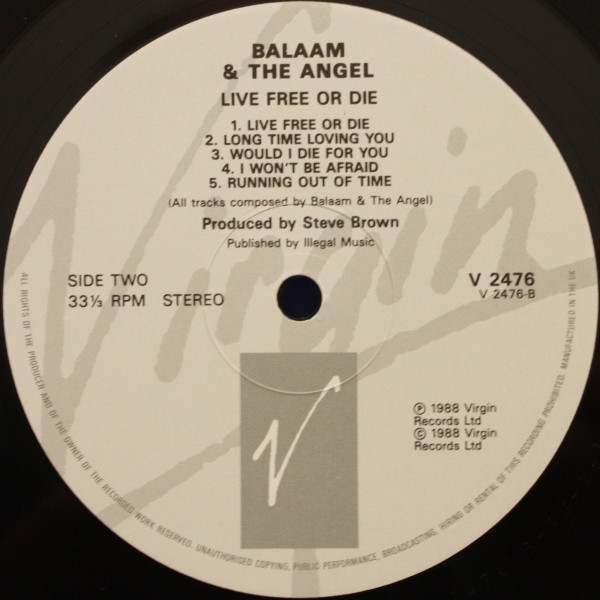 BALAAM
& THE ANGEL
LIVE FREE OR DIE
1. LIVE FREE OR DIE
2. LONG TIME LOVING YOU
3. WOULD I DIE FOR YOU
4. I WON'T BE AFRAID
5. RUNNING OUT OF TIME
(All tracks composed by Balaam & The Angel)
Produced by Steve Brown
Published by Illegal Music
SIDE TWO
33⅓ RPM STEREO
V 2476
V 2476-B
Virgin
V
℗ 1988 Virgin
Records Ltd
© 1988 Virgin
Records Ltd
ALL RIGHTS OF THE PRODUCER AND OF THE OWNER OF THE RECORDED WORK RESERVED. UNAUTHORISED COPYING, PUBLIC PERFORMANCE, BROADCASTING, HIRING OR RENTAL OF THIS RECORDING PROHIBITED. MANUFACTURED IN THE UK